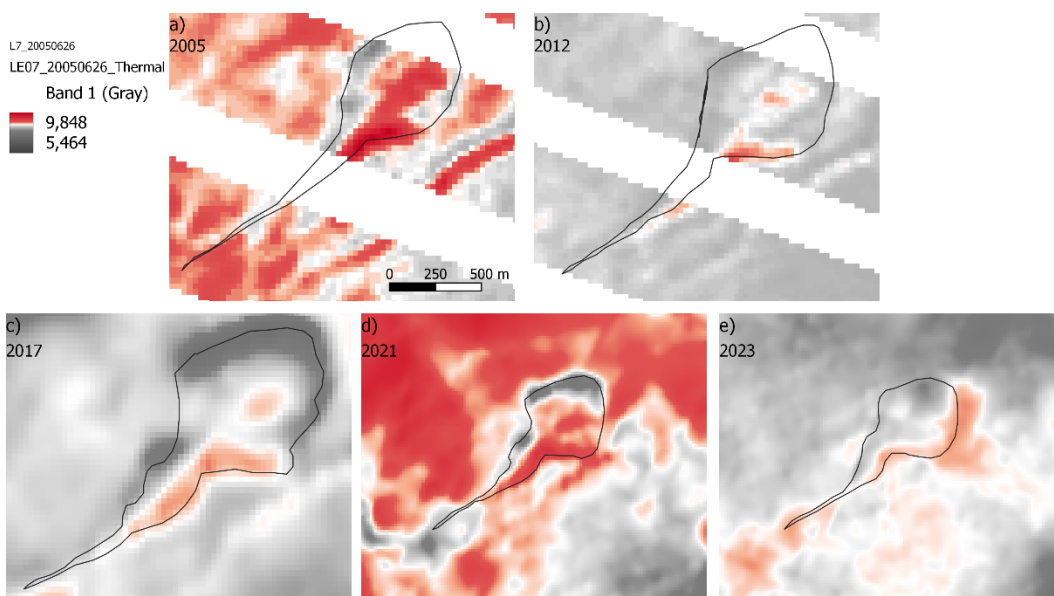 L7_20050626
LE07_20050626_Thermal
Band 1 (Gray)
9,848
5,464
a)
2005
0 250 500 m
b)
2012
c)
2017
d)
2021
e)
2023